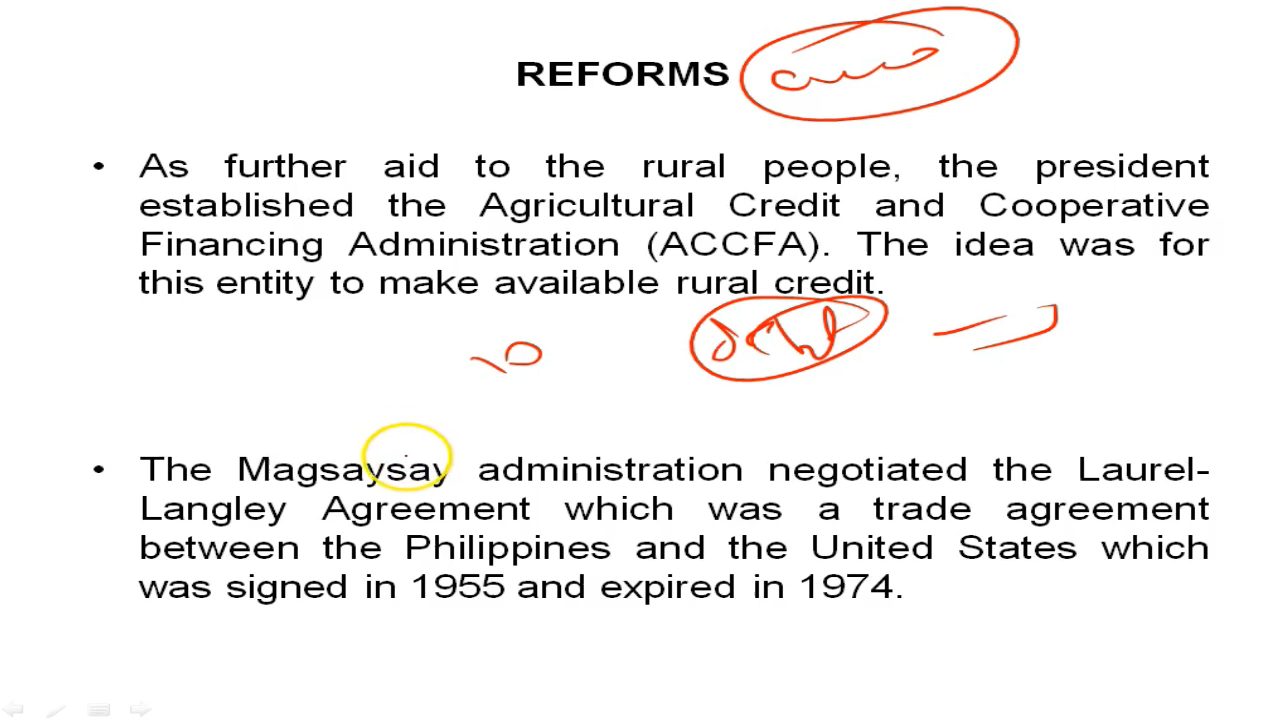 REFORMS
• As further aid to the rural people, the president
established the Agricultural Credit and Cooperative
Financing Administration (ACCFA). The idea was for
this entity to make available rural credit.
• The Magsaysay administration negotiated the Laurel-
Langley Agreement which was a trade agreement
between the Philippines and the United States which
was signed in 1955 and expired in 1974.